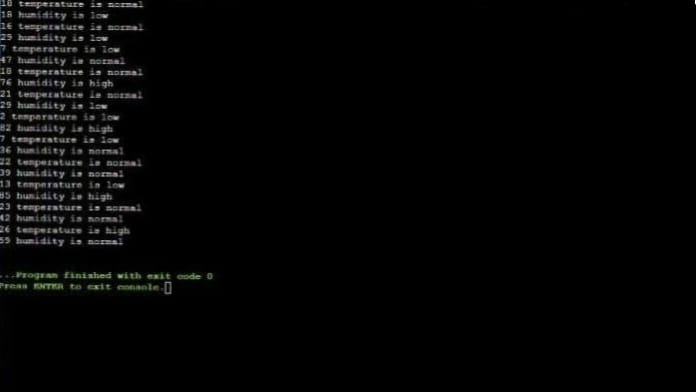 18 temperature is normal
18 humidity is low
16 temperature is normal
29 humidity is low
7 temperature is low
47 humidity is normal
18 temperature is normal
76 humidity is high
21 temperature is normal
29 humidity is low
2 temperature is low
82 humidity is high
7 temperature is low
36 humidity is normal
22 temperature is normal
39 humidity is normal
13 temperature is low
85 humidity is high
23 temperature is normal
42 humidity is normal
26 temperature is high
59 humidity is normal
...Program finished with exit code 0
Press ENTER to exit console.